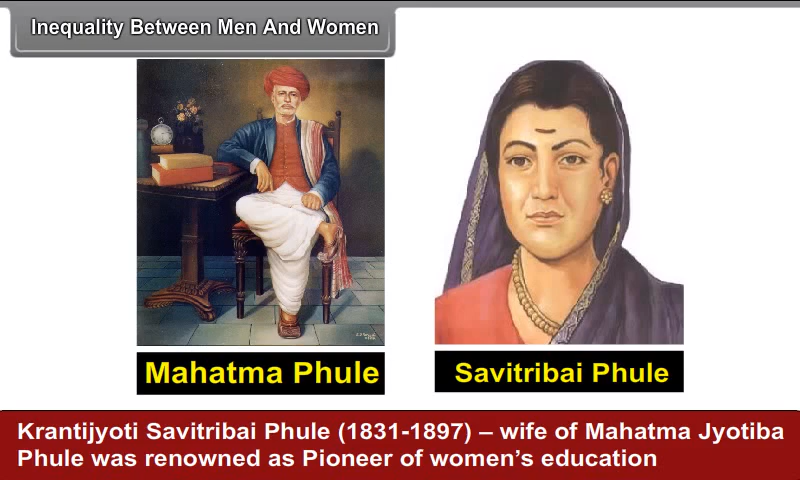 Inequality Between Men And Women
Mahatma Phule
Savitribai Phule
Krantijyoti Savitribai Phule (1831-1897) – wife of Mahatma Jyotiba
Phule was renowned as Pioneer of women’s education